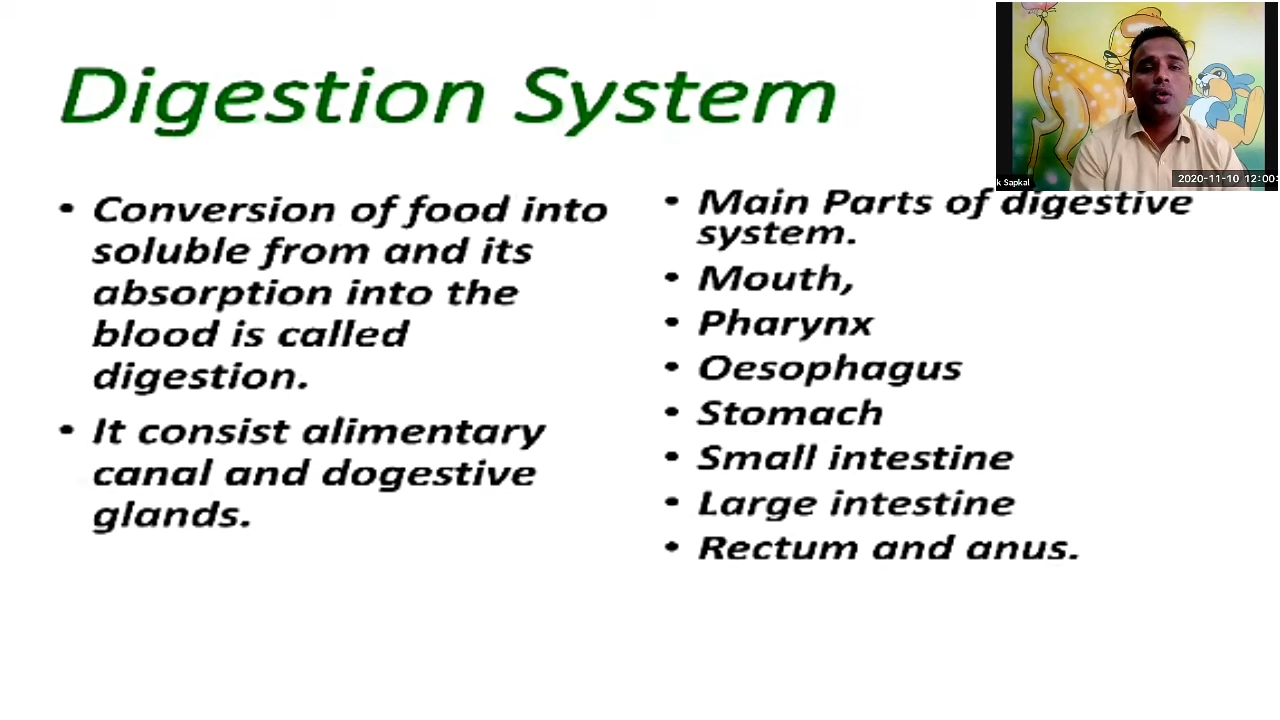 Digestion System
• Conversion of food into
soluble from and its
absorption into the
blood is called
digestion.
• It consist alimentary
canal and dogestive
glands.
• Main Parts of digestive
system.
• Mouth,
• Pharynx
• Oesophagus
• Stomach
• Small intestine
• Large intestine
• Rectum and anus.
k Sapkal
2020-11-10 12:00: